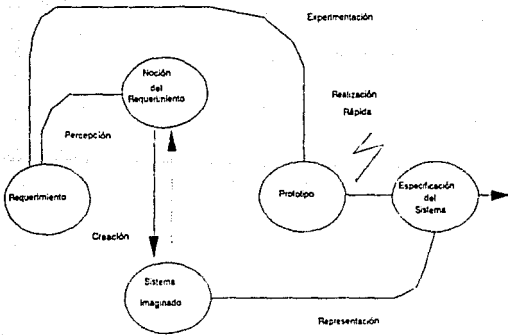 Experimentación
Noción
del
Requerimiento
Realización
Rápida
Percepción
Requerimiento
Prototipo
Especificación
del
Sistema
Creación
Sistema
Imaginado
Representación